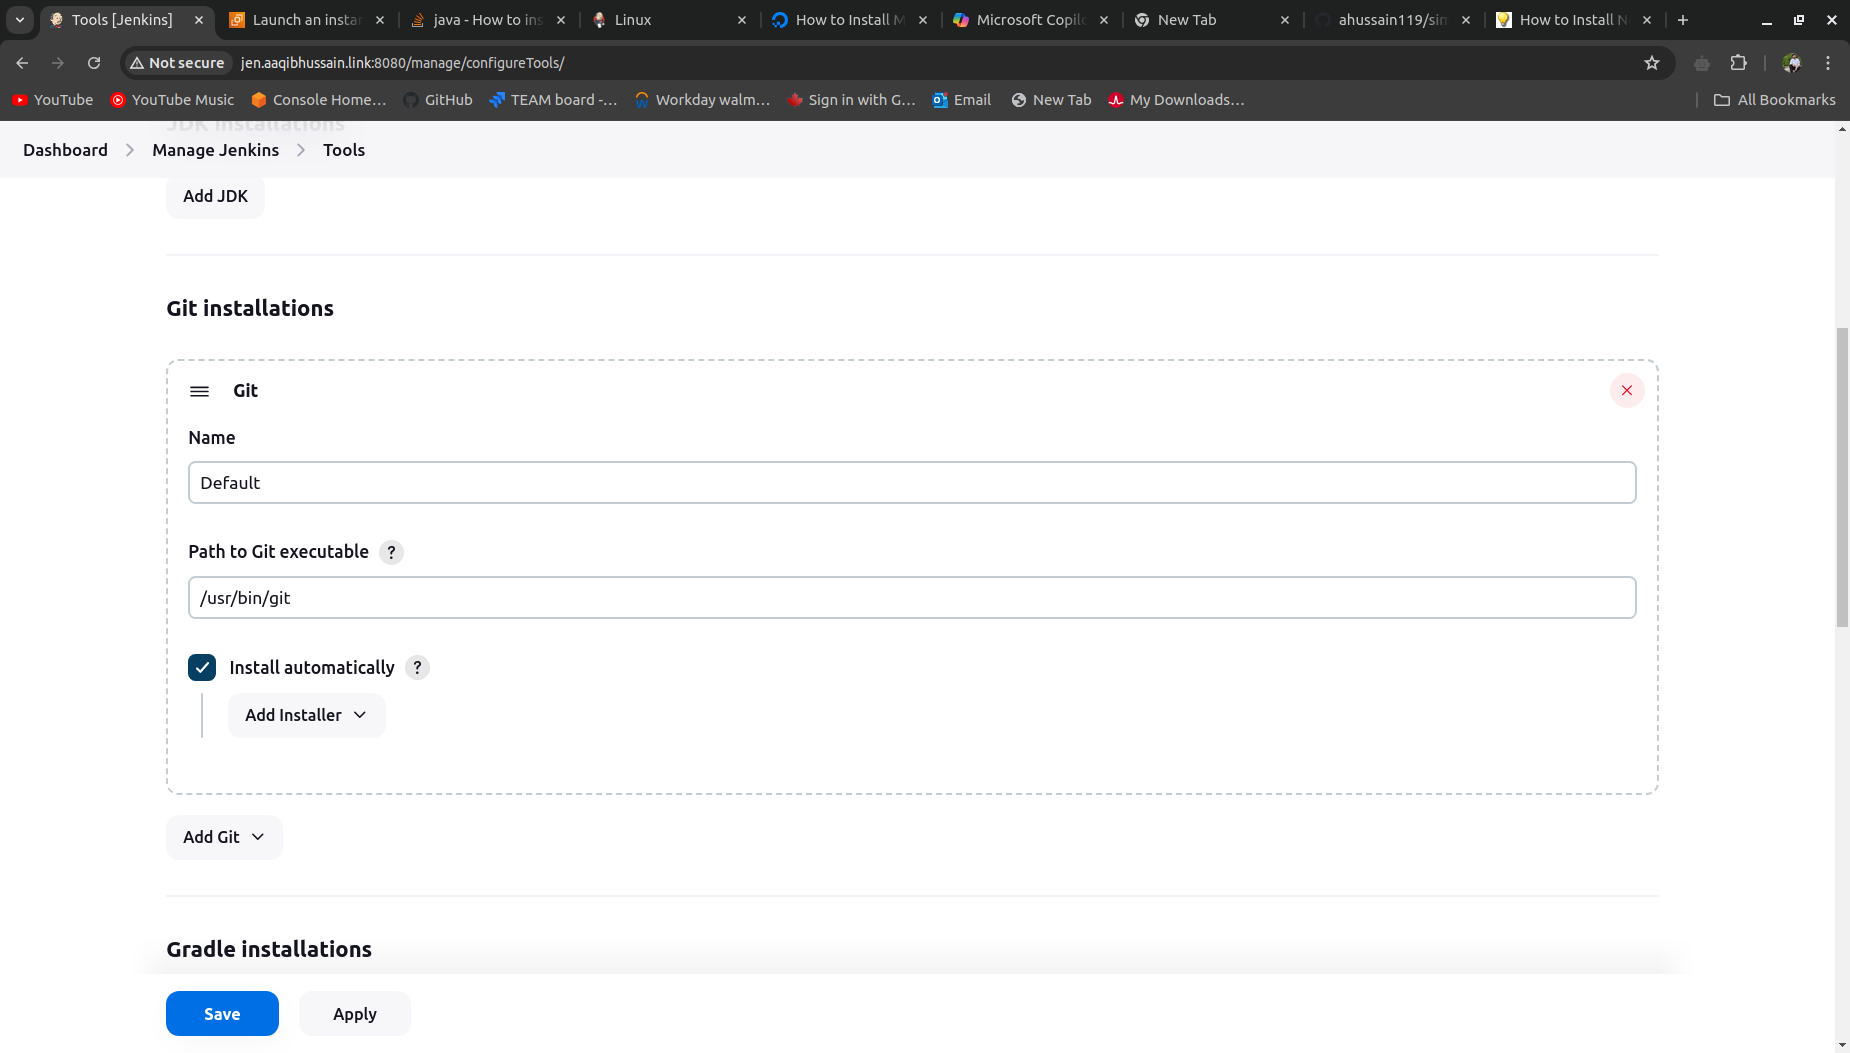 Tools [Jenkins]
Launch an instan
java - How to ins
Linux
How to Install M
Microsoft Copilo
New Tab
ahussain119/sim
How to Install N
Not secure
jen.aaqibhussain.link:8080/manage/configureTools/
YouTube
YouTube Music
Console Home...
GitHub
TEAM board -...
Workday walm...
Sign in with G...
Email
New Tab
My Downloads...
All Bookmarks
JDK installations
Dashboard
Manage Jenkins
Tools
Add JDK
Git installations
Git
Name
Default
Path to Git executable ?
/usr/bin/git
Install automatically ?
Add Installer
Add Git
Gradle installations
Save
Apply